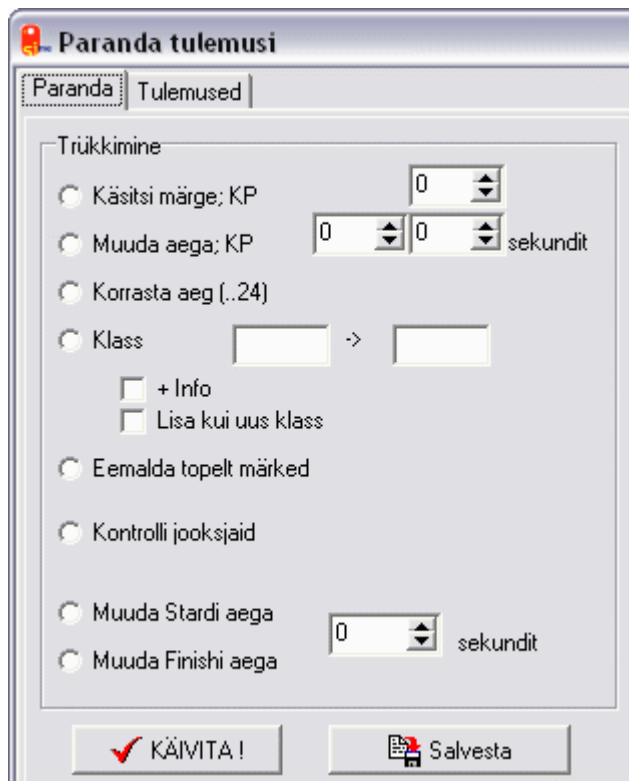 Paranda tulemusi
Paranda Tulemused
Trükkimine
Käsitsi märge; KP 0
Muuda aega; KP 0 0 sekundit
Korrasta aeg (..24)
Klass ->
+ Info
Lisa kui uus klass
Eemalda topelt märked
Kontrolli jooksjaid
Muuda Stardi aega
0 sekundit
Muuda Finishi aega
KÄIVITA ! Salvesta